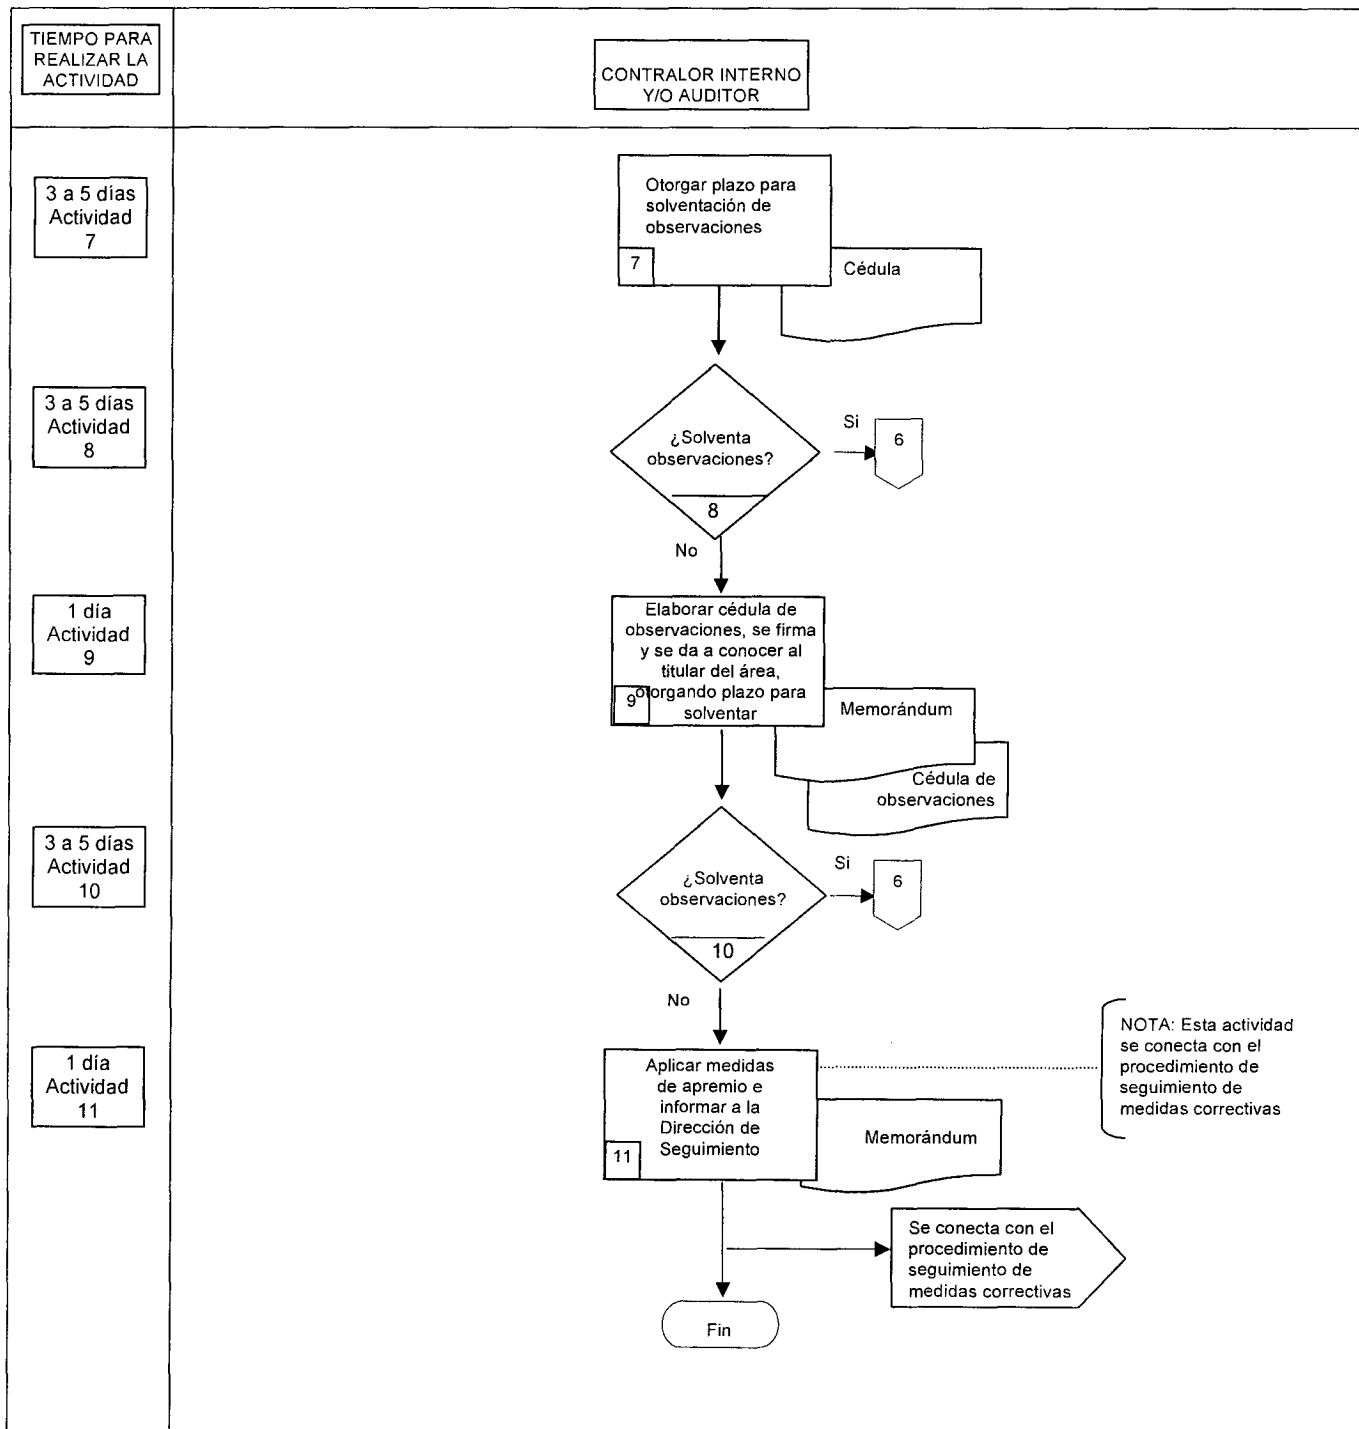 TIEMPO PARA
REALIZAR LA
ACTIVIDAD
CONTRALOR INTERNO
Y/O AUDITOR
3 a 5 días
Actividad
7
Otorgar plazo para
solventación de
observaciones
7
Cédula
3 a 5 días
Actividad
8
¿Solventa
observaciones?
8
Si
6
No
1 día
Actividad
9
Elaborar cédula de
observaciones, se firma
y se da a conocer al
titular del área,
otorgando plazo para
solventar
9
Memorándum
Cédula de
observaciones
3 a 5 días
Actividad
10
¿Solventa
observaciones?
10
Si
6
No
1 día
Actividad
11
Aplicar medidas
de apremio e
informar a la
Dirección de
Seguimiento
11
Memorándum
NOTA: Esta actividad
se conecta con el
procedimiento de
seguimiento de
medidas correctivas
Se conecta con el
procedimiento de
seguimiento de
medidas correctivas
Fin